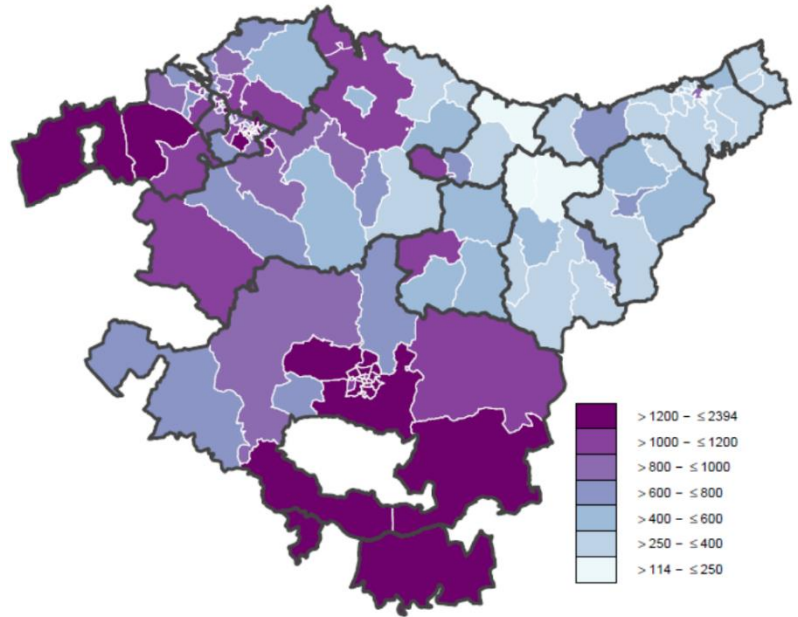 > 1200 – ≤ 2394
> 1000 – ≤ 1200
> 800 – ≤ 1000
> 600 – ≤ 800
> 400 – ≤ 600
> 250 – ≤ 400
> 114 – ≤ 250